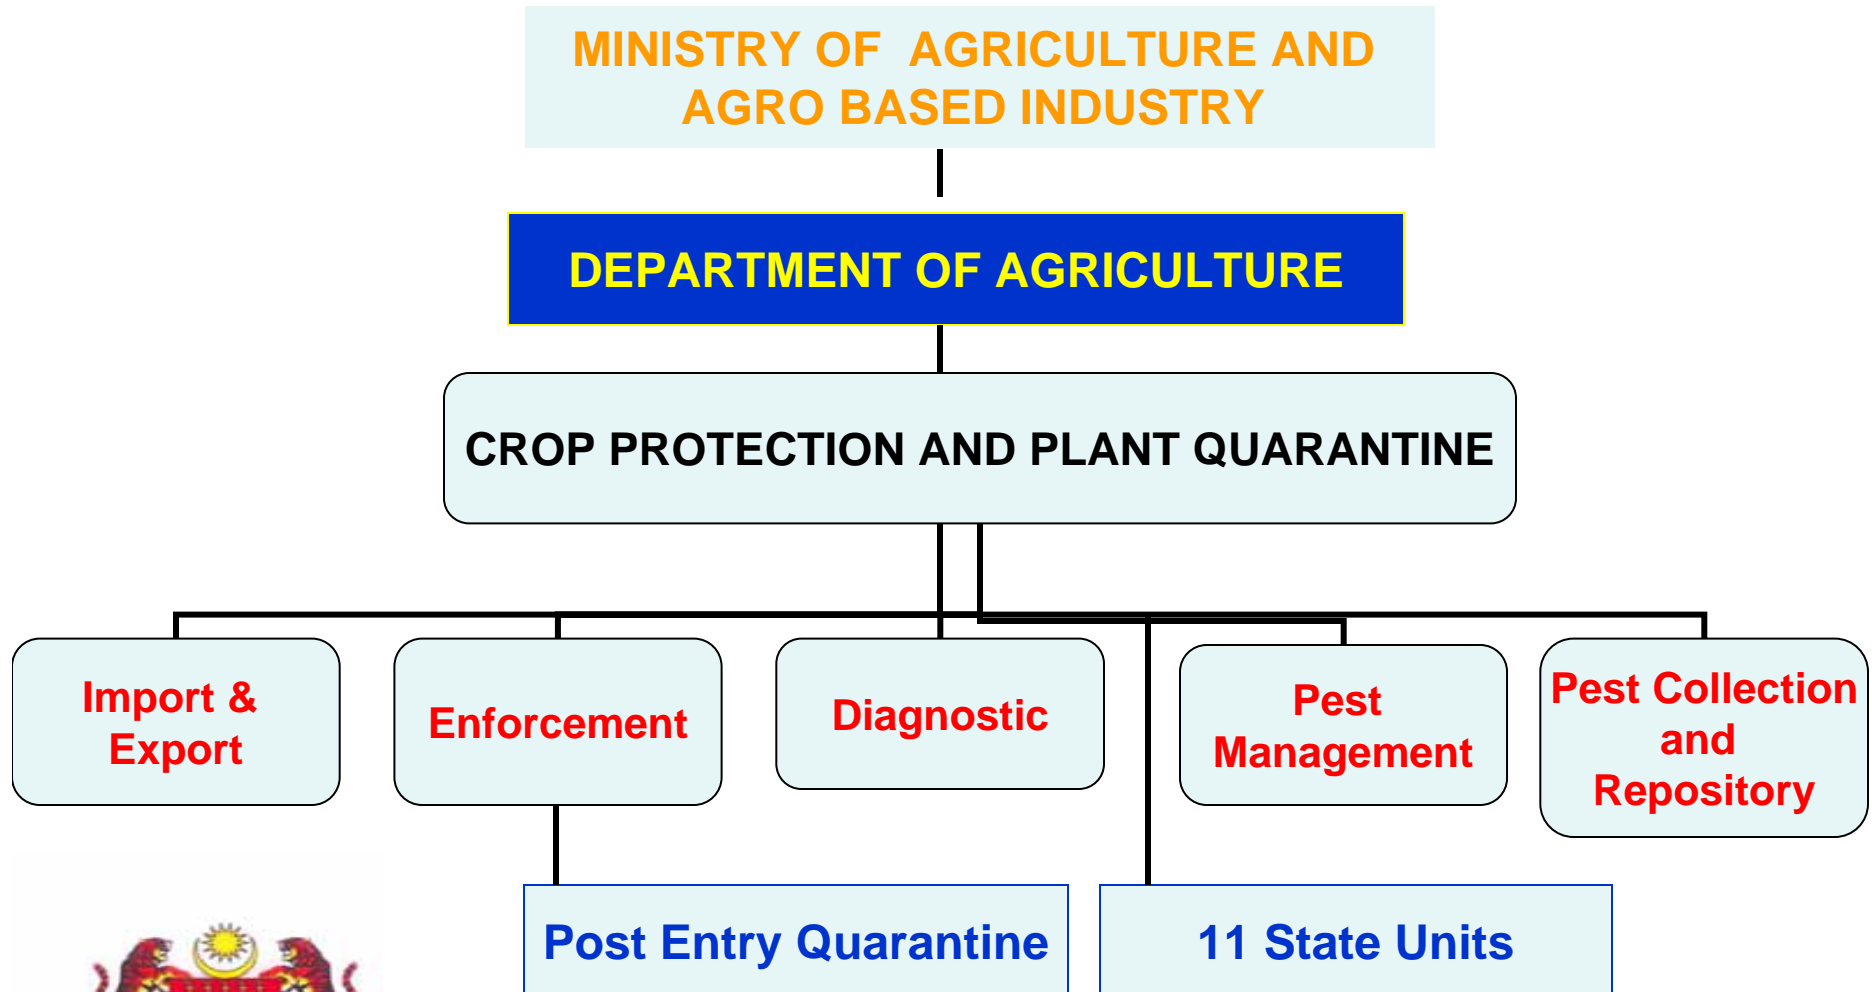 MINISTRY OF AGRICULTURE AND
AGRO BASED INDUSTRY
DEPARTMENT OF AGRICULTURE
CROP PROTECTION AND PLANT QUARANTINE
Import &
Export
Enforcement
Diagnostic
Pest
Management
Pest Collection
and
Repository
Post Entry Quarantine
11 State Units